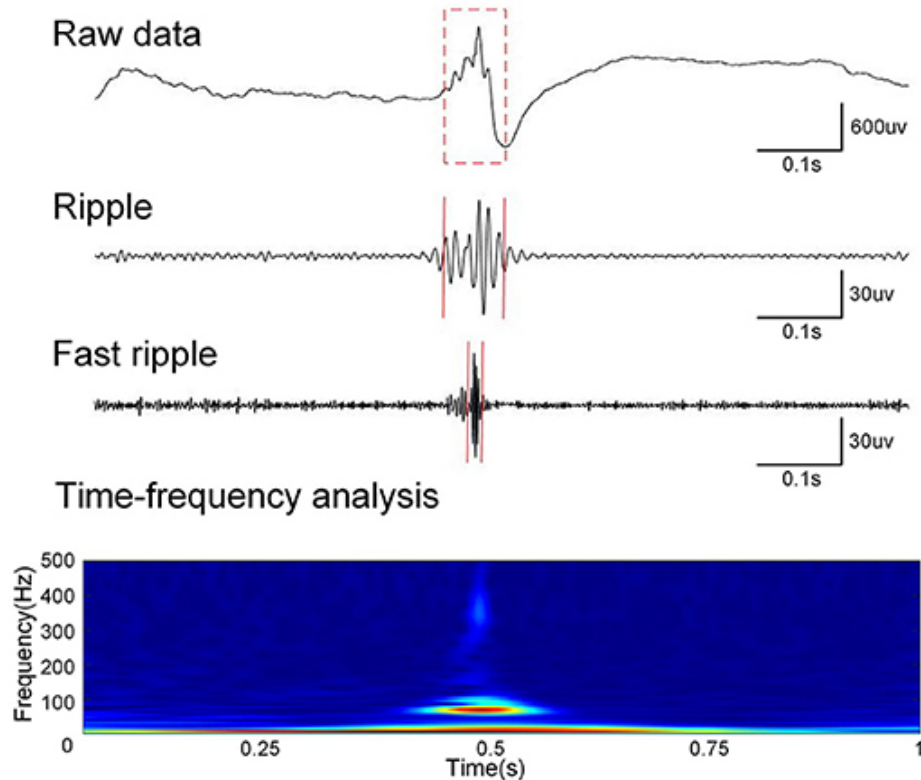 Raw data
600uv
0.1s
Ripple
30uv
0.1s
Fast ripple
30uv
0.1s
Time-frequency analysis
500
400
300
200
100
0
Frequency(Hz)
0.25
0.5
0.75
1
Time(s)